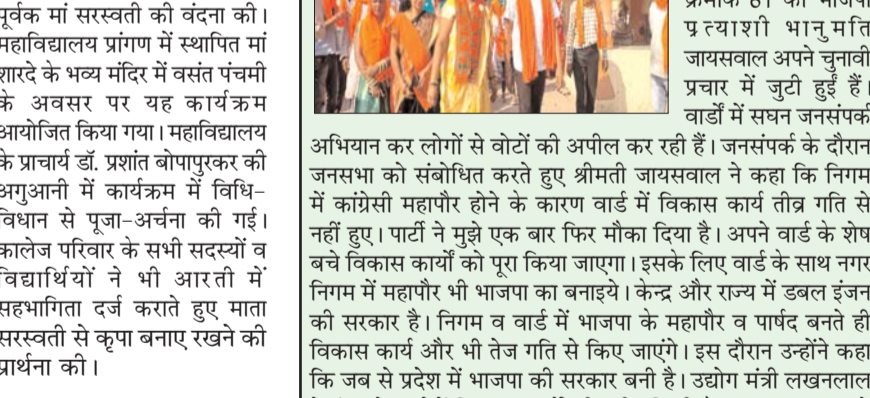 पूर्वक मां सरस्वती की वंदना की।
महाविद्यालय प्रांगण में स्थापित मां
शारदे के भव्य मंदिर में वसंत पंचमी
के अवसर पर यह कार्यक्रम
आयोजित किया गया। महाविद्यालय
के प्राचार्य डॉ. प्रशांत बोपापुरकर की
अगुआनी में कार्यक्रम में विधि-
विधान से पूजा-अर्चना की गई।
कालेज परिवार के सभी सदस्यों व
विद्यार्थियों ने भी आरती में
सहभागिता दर्ज कराते हुए माता
सरस्वती से कृपा बनाए रखने की
प्रार्थना की।
प्रत्याशी भानुमति
जायसवाल अपने चुनावी
प्रचार में जुटी हुई हैं।
वार्डों में सघन जनसंपर्क
अभियान कर लोगों से वोटों की अपील कर रही हैं। जनसंपर्क के दौरान
जनसभा को संबोधित करते हुए श्रीमती जायसवाल ने कहा कि निगम
में कांग्रेसी महापौर होने के कारण वार्ड में विकास कार्य तीव्र गति से
नहीं हुए। पार्टी ने मुझे एक बार फिर मौका दिया है। अपने वार्ड के शेष
बचे विकास कार्यों को पूरा किया जाएगा। इसके लिए वार्ड के साथ नगर
निगम में महापौर भी भाजपा का बनाइये। केन्द्र और राज्य में डबल इंजन
की सरकार है। निगम व वार्ड में भाजपा के महापौर व पार्षद बनते ही
विकास कार्य और भी तेज गति से किए जाएंगे। इस दौरान उन्होंने कहा
कि जब से प्रदेश में भाजपा की सरकार बनी है। उद्योग मंत्री लखनलाल